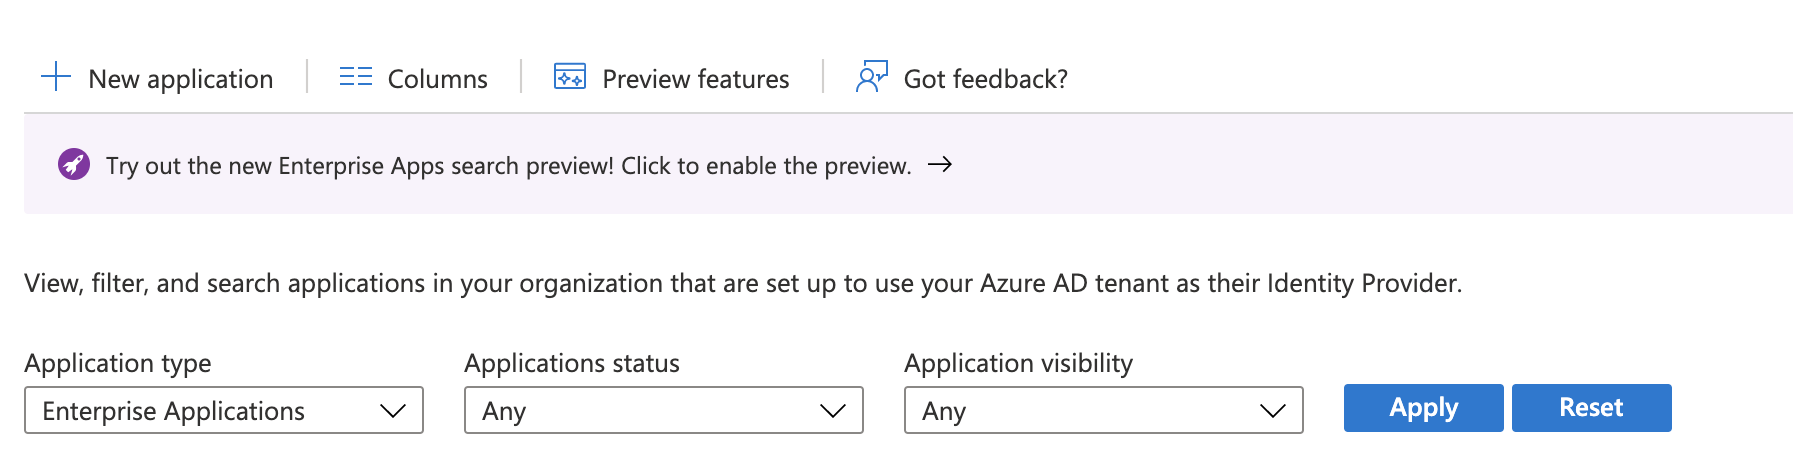 New application Columns Preview features Got feedback?
Try out the new Enterprise Apps search preview! Click to enable the preview. →
View, filter, and search applications in your organization that are set up to use your Azure AD tenant as their Identity Provider.
Application type Applications status Application visibility
Enterprise Applications Any Any Apply Reset